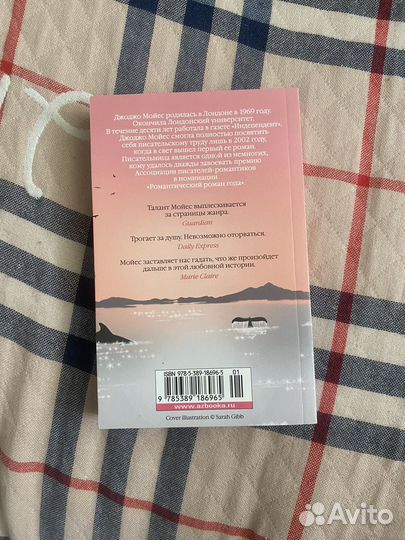 Джоджо Мойес родилась в Лондоне в 1969 году.
Окончила Лондонский университет.
В течение десяти лет работала в газете «Индепендент».
Джоджо Мойес смогла полностью посвятить
себя писательскому труду лишь в 2002 году,
когда в свет вышел первый ее роман.
Писательница является одной из немногих,
кому удалось дважды завоевать премию
Ассоциации писателей-романтиков
в номинации
«Романтический роман года».
Талант Мойес выплескивается
за страницы жанра.
Guardian
Трогает за душу. Невозможно оторваться.
Daily Express
Мойес заставляет нас гадать, что же произойдет
дальше в этой любовной истории.
Marie Claire
ISBN 978-5-389-18696-5
01
9 785389 186965
www.azbooka.ru
Cover illustration © Sarah Gibb
Avito